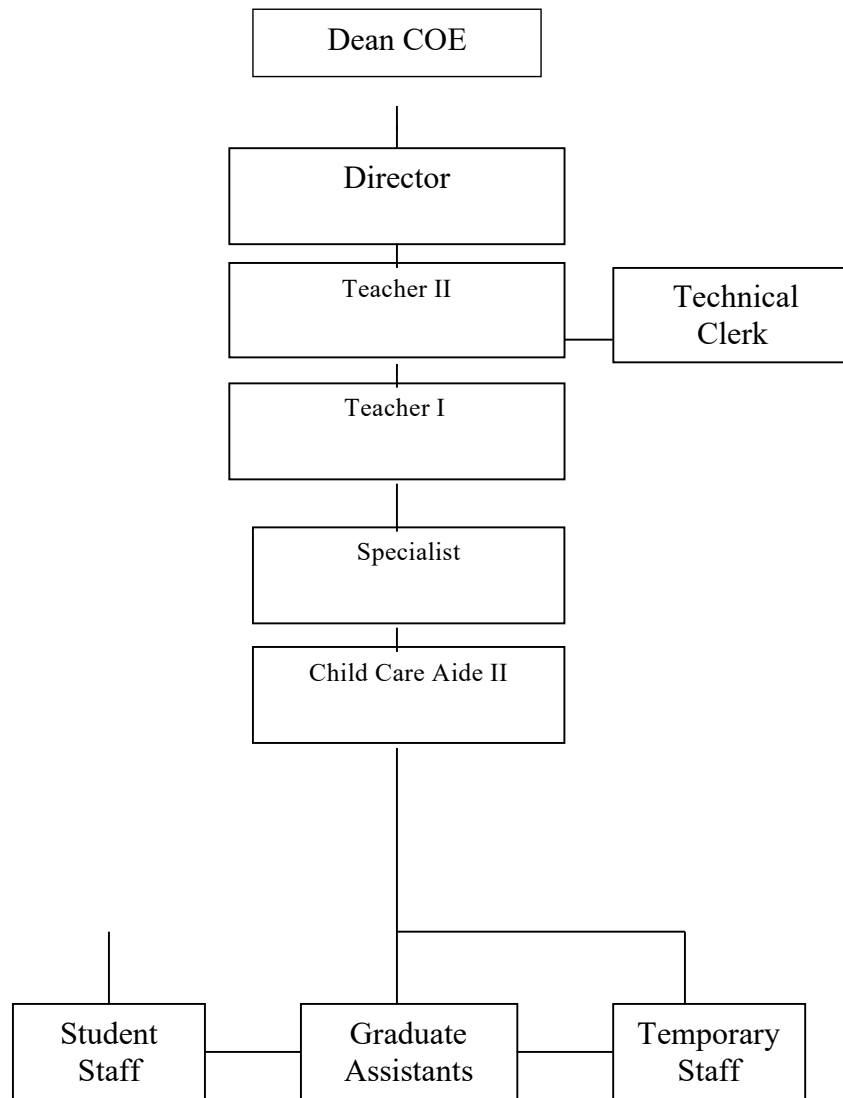 Dean COE
Director
Teacher II
Technical
Clerk
Teacher I
Specialist
Child Care Aide II
Student
Staff
Graduate
Assistants
Temporary
Staff